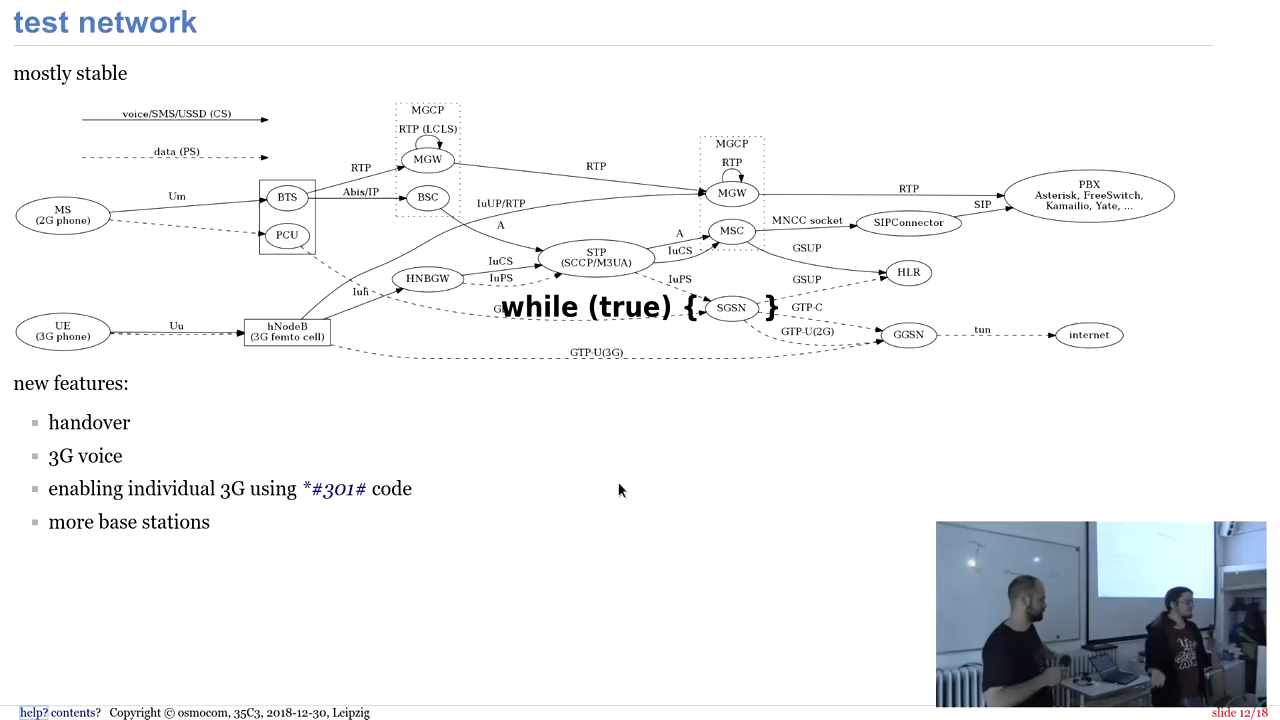 test network
mostly stable
voice/SMS/USSD (CS)
data (PS)
MGCP
RTP (LCLS)
MGW
BSC
MGCP
RTP
MGW
MSC
RTP
Abis/IP
RTP
RTP
PBX
Asterisk, FreeSwitch,
Kamailio, Yate, ...
MS
(2G phone)
Um
BTS
PCU
IuUP/RTP
A
STP
(SCCP/M3UA)
A
IuCS
MNCC socket
SIPConnector
SIP
GSUP
HLR
HNBGW
IuCS
IuPS
IuPS
GSUP
Iuh
while (true) { SGSN }
GTP-C
GTP-U(2G)
UE
(3G phone)
Uu
hNodeB
(3G femto cell)
GTP-U(3G)
GGSN
tun
internet
new features:
handover
3G voice
enabling individual 3G using *#301# code
more base stations
help? contents? Copyright © osmocom, 35C3, 2018-12-30, Leipzig
slide 12/18